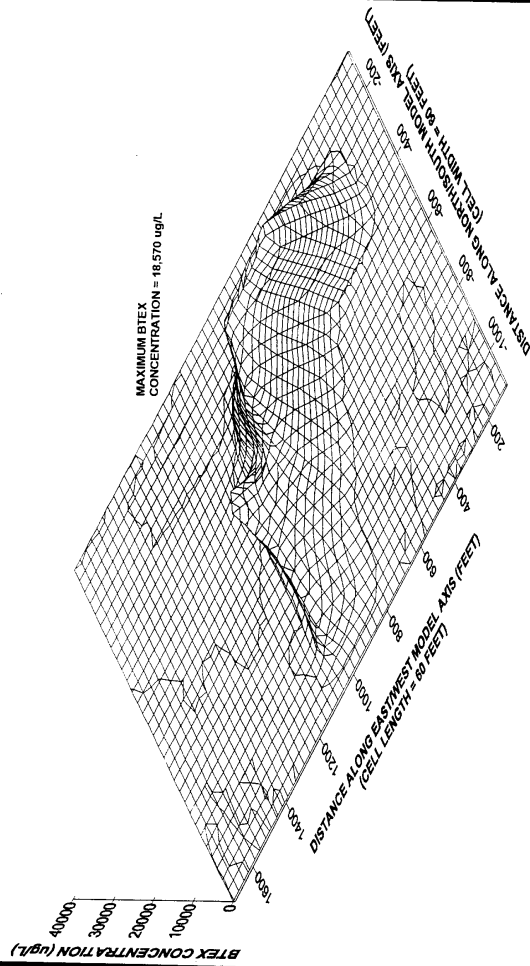 MAXIMUM BTEX
CONCENTRATION = 18,570 ug/L
BTEX CONCENTRATION (ug/L)
40000
30000
20000
10000
0
1600
1400
1200
1000
800
600
400
200
DISTANCE ALONG EAST/WEST MODEL AXIS (FEET)
(CELL LENGTH = 60 FEET)
-1000
-800
-600
-400
-200
DISTANCE ALONG NORTH/SOUTH MODEL AXIS (FEET)
(CELL WIDTH = 60 FEET)